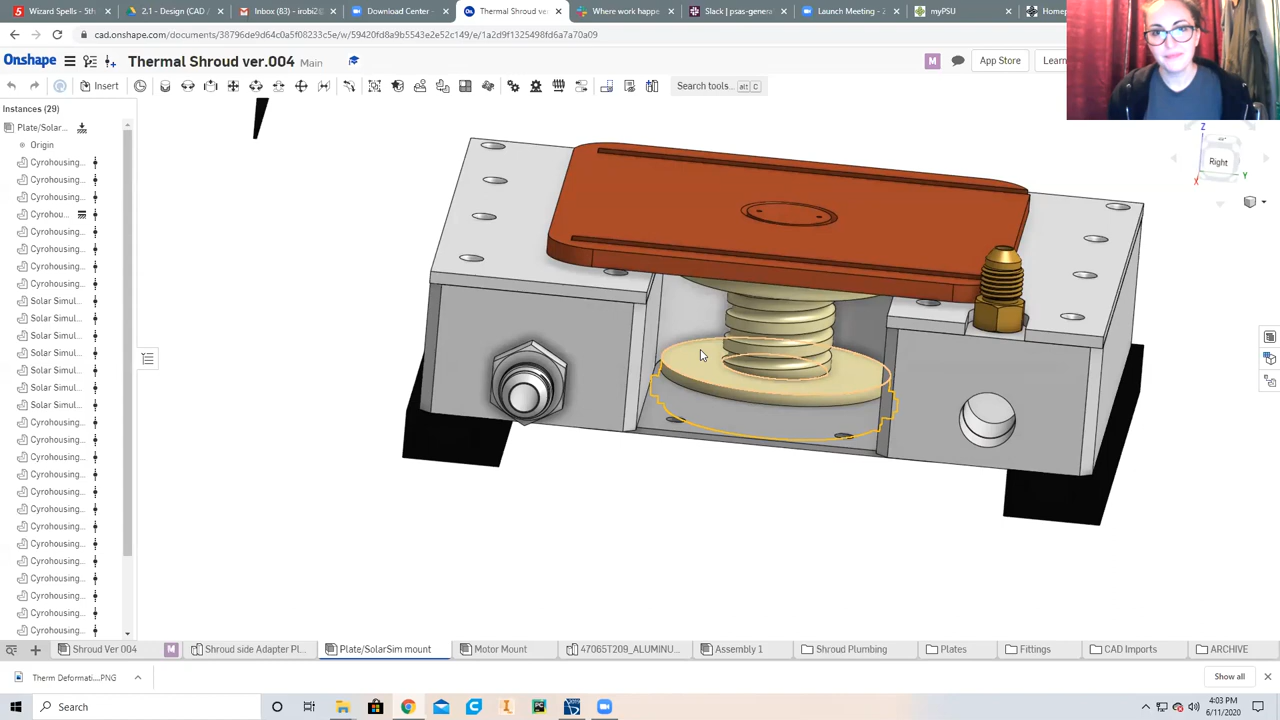 Wizard Spells - 5th
2.1 - Design (CAD /
Inbox (83) - irob2@
Download Center -
Thermal Shroud ver.
Where work happe
Slack | psas-gener
Launch Meeting - Z
myPSU
Homep
cad.onshape.com/documents/38796de9d64c0a5f08233c5e/w/59420fd8a9b5543e2e52c149/e/1a2d9f1325498fd6a7a70a09
Onshape
Thermal Shroud ver.004 Main
M
App Store
Learn
Insert
Search tools... alt C
Instances (29)
Plate/Solar...
Origin
Cyrohousing...
Cyrohousing...
Cyrohousing...
Cyrohou...
Cyrohousing...
Cyrohousing...
Cyrohousing...
Cyrohousing...
Solar Simul...
Solar Simul...
Solar Simul...
Solar Simul...
Solar Simul...
Solar Simul...
Solar Simul...
Cyrohousing...
Cyrohousing...
Cyrohousing...
Cyrohousing...
Cyrohousing...
Cyrohousing...
Cyrohousing...
Cyrohousing...
Cyrohousing...
Cyrohousing...
Cyrohousing...
Cyrohousing...
Cyrohousing...
Z
Right
X
Y
Shroud Ver 004
M
Shroud side Adapter Pl...
Plate/SolarSim mount
Motor Mount
47065T209_ALUMINU...
Assembly 1
Shroud Plumbing
Plates
Fittings
CAD Imports
ARCHIVE
Therm Deformati....PNG
Show all
Search
4:03 PM
6/11/2020